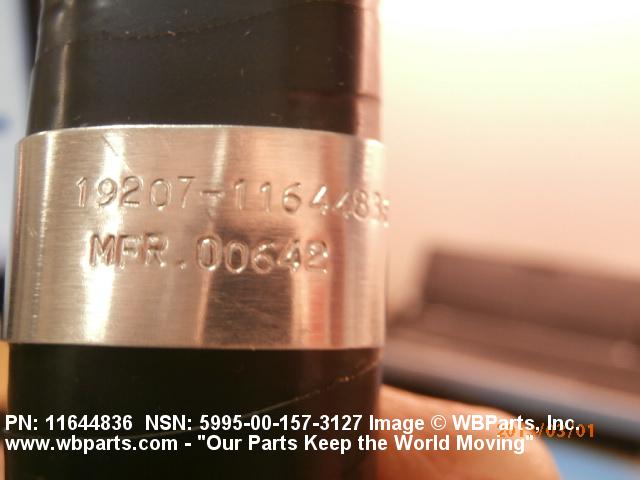 19207-11644836
MFR.00642
PN: 11644836 NSN: 5995-00-157-3127 Image © WBParts, Inc.
www.wbparts.com - "Our Parts Keep the World Moving"